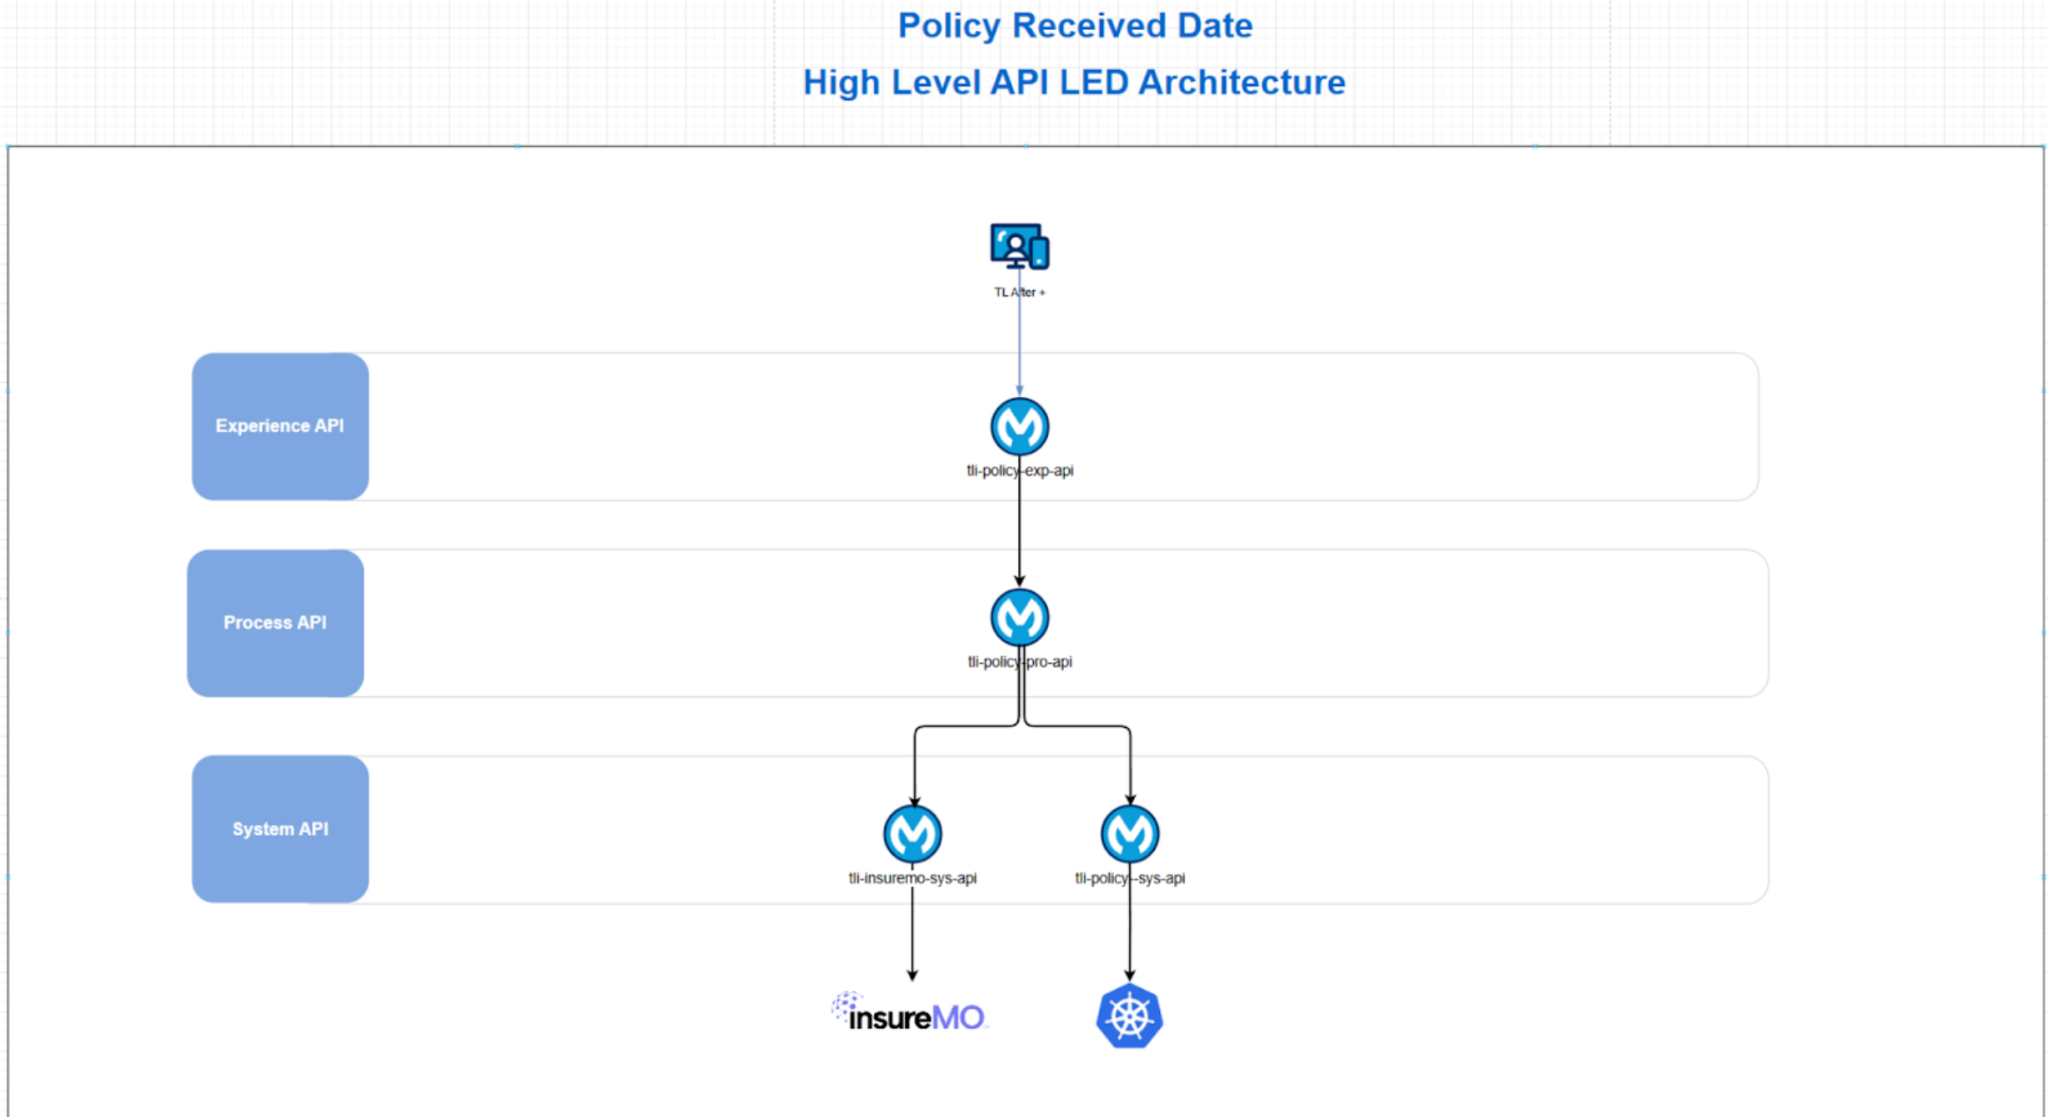 Policy Received Date
High Level API LED Architecture
TL After +
Experience API
tli-policy-exp-api
Process API
tli-policy-pro-api
System API
tli-insuremo-sys-api
tli-policy--sys-api
insureMO